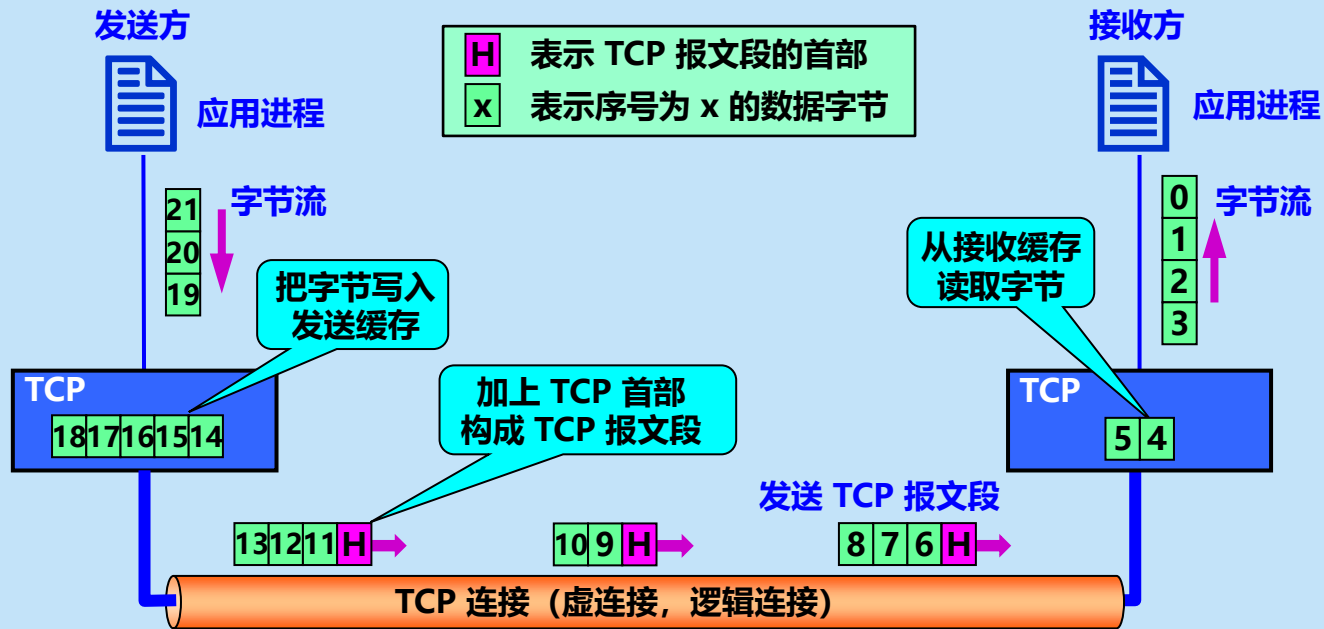 发送方
接收方
H 表示 TCP 报文段的首部
x 表示序号为 x 的数据字节
应用进程
应用进程
21
20
19
字节流
0
1
2
3
字节流
把字节写入
发送缓存
从接收缓存
读取字节
TCP
18 17 16 15 14
加上 TCP 首部
构成 TCP 报文段
TCP
5 4
发送 TCP 报文段
13 12 11 H
10 9 H
8 7 6 H
TCP 连接（虚连接，逻辑连接）